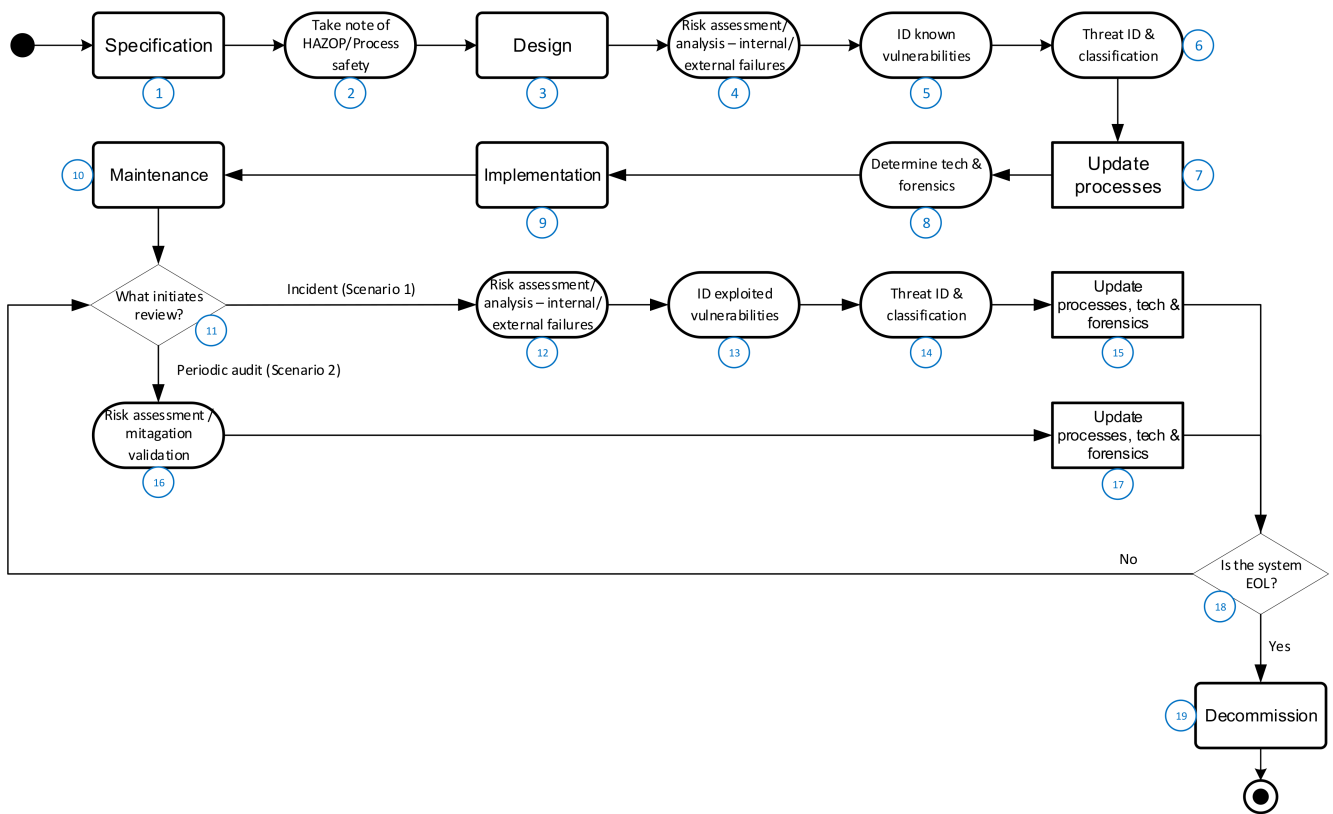 Specification
1
Take note of
HAZOP/Process
safety
2
Design
3
Risk assessment/
analysis – internal/
external failures
4
ID known
vulnerabilities
5
Threat ID &
classification
6
Update
processes
7
Determine tech &
forensics
8
Implementation
9
Maintenance
10
What initiates
review?
11
Incident (Scenario 1)
Risk assessment/
analysis – internal/
external failures
12
ID exploited
vulnerabilities
13
Threat ID &
classification
14
Update
processes, tech &
forensics
15
Periodic audit (Scenario 2)
Risk assessment /
mitagation
validation
16
Update
processes, tech &
forensics
17
Is the system
EOL?
18
No
Yes
Decommission
19